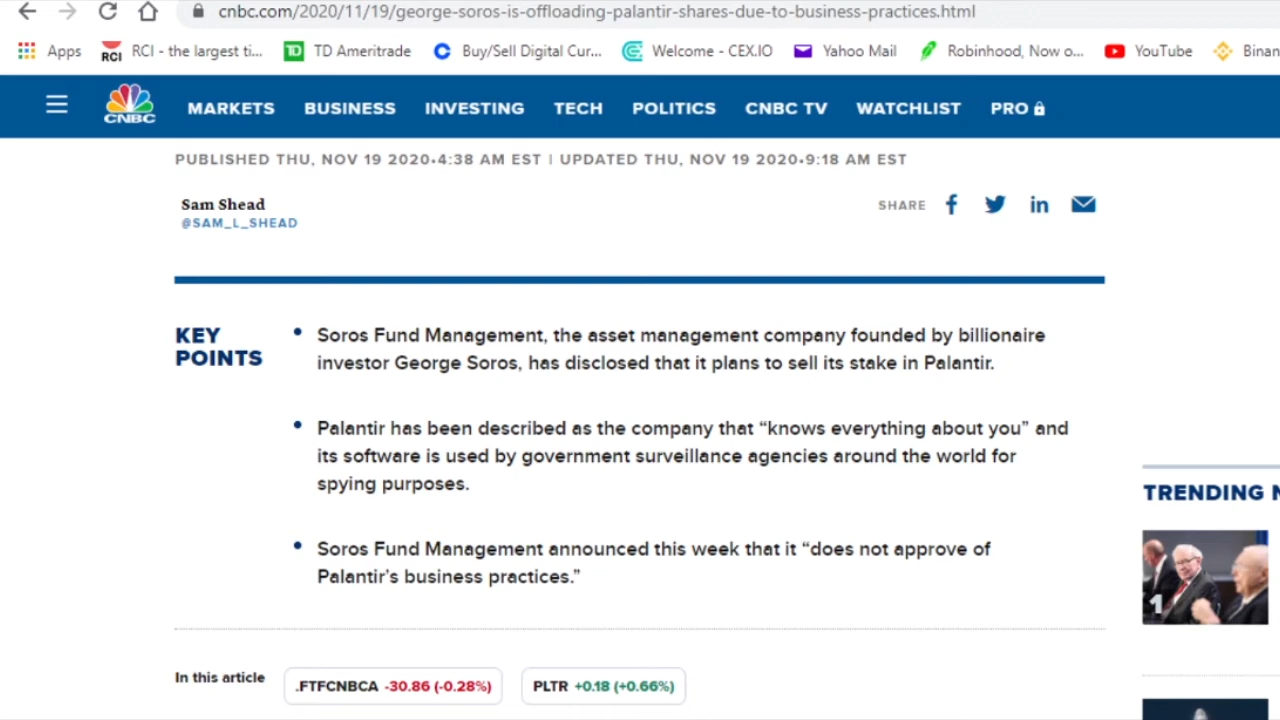 cnbc.com/2020/11/19/george-soros-is-offloading-palantir-shares-due-to-business-practices.html
Apps RCI RCI - the largest ti... TD TD Ameritrade Buy/Sell Digital Cur... Welcome - CEX.IO Yahoo Mail Robinhood, Now o... YouTube Binan
CNBC MARKETS BUSINESS INVESTING TECH POLITICS CNBC TV WATCHLIST PRO
PUBLISHED THU, NOV 19 2020•4:38 AM EST | UPDATED THU, NOV 19 2020•9:18 AM EST
Sam Shead
@SAM_L_SHEAD
SHARE f in
KEY
POINTS
• Soros Fund Management, the asset management company founded by billionaire
investor George Soros, has disclosed that it plans to sell its stake in Palantir.
• Palantir has been described as the company that “knows everything about you” and
its software is used by government surveillance agencies around the world for
spying purposes.
• Soros Fund Management announced this week that it “does not approve of
Palantir’s business practices.”
TRENDING N
1
In this article .FTFCNBCA -30.86 (-0.28%) PLTR +0.18 (+0.66%)